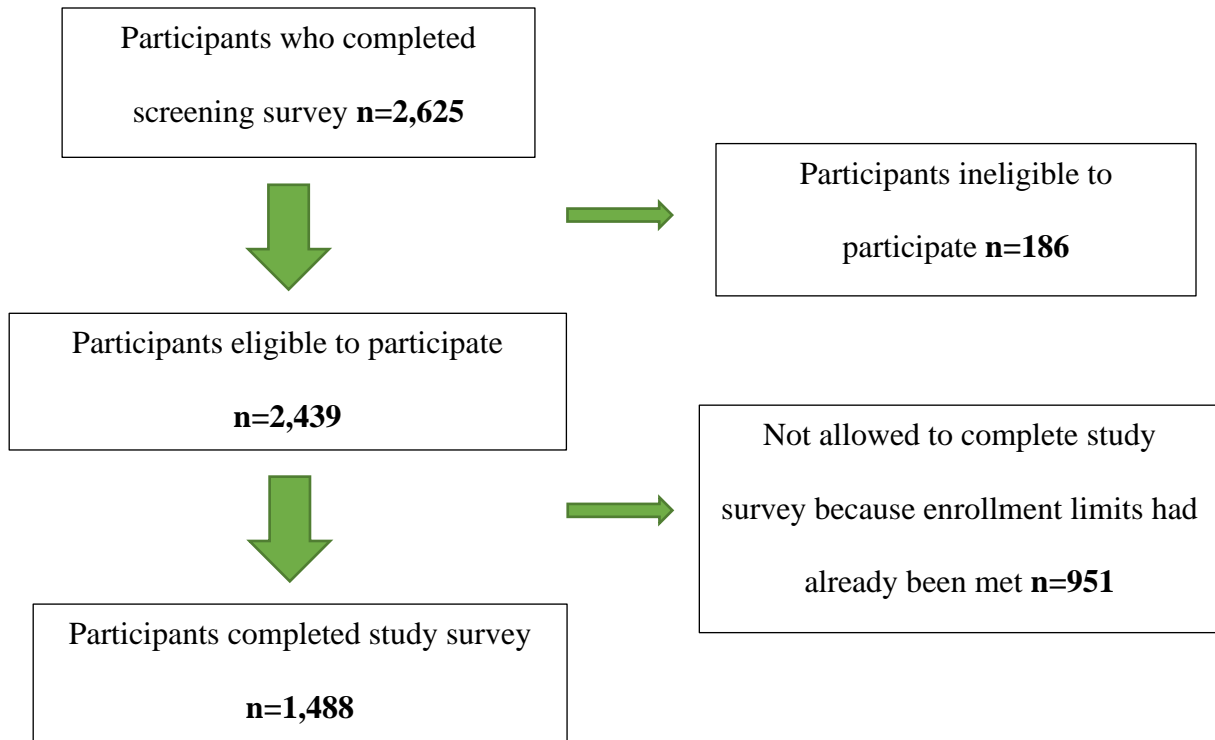 Participants who completed
screening survey n=2,625
Participants ineligible to
participate n=186
Participants eligible to participate
n=2,439
Not allowed to complete study
survey because enrollment limits had
already been met n=951
Participants completed study survey
n=1,488